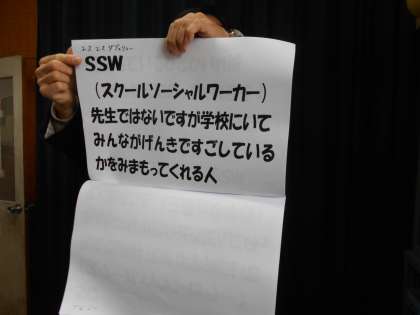 エス エス ダブリュー
SSW
（スクールソーシャルワーカー）
先生ではないですが学校にいて
みんながげんきですごしている
かをみまもってくれる人